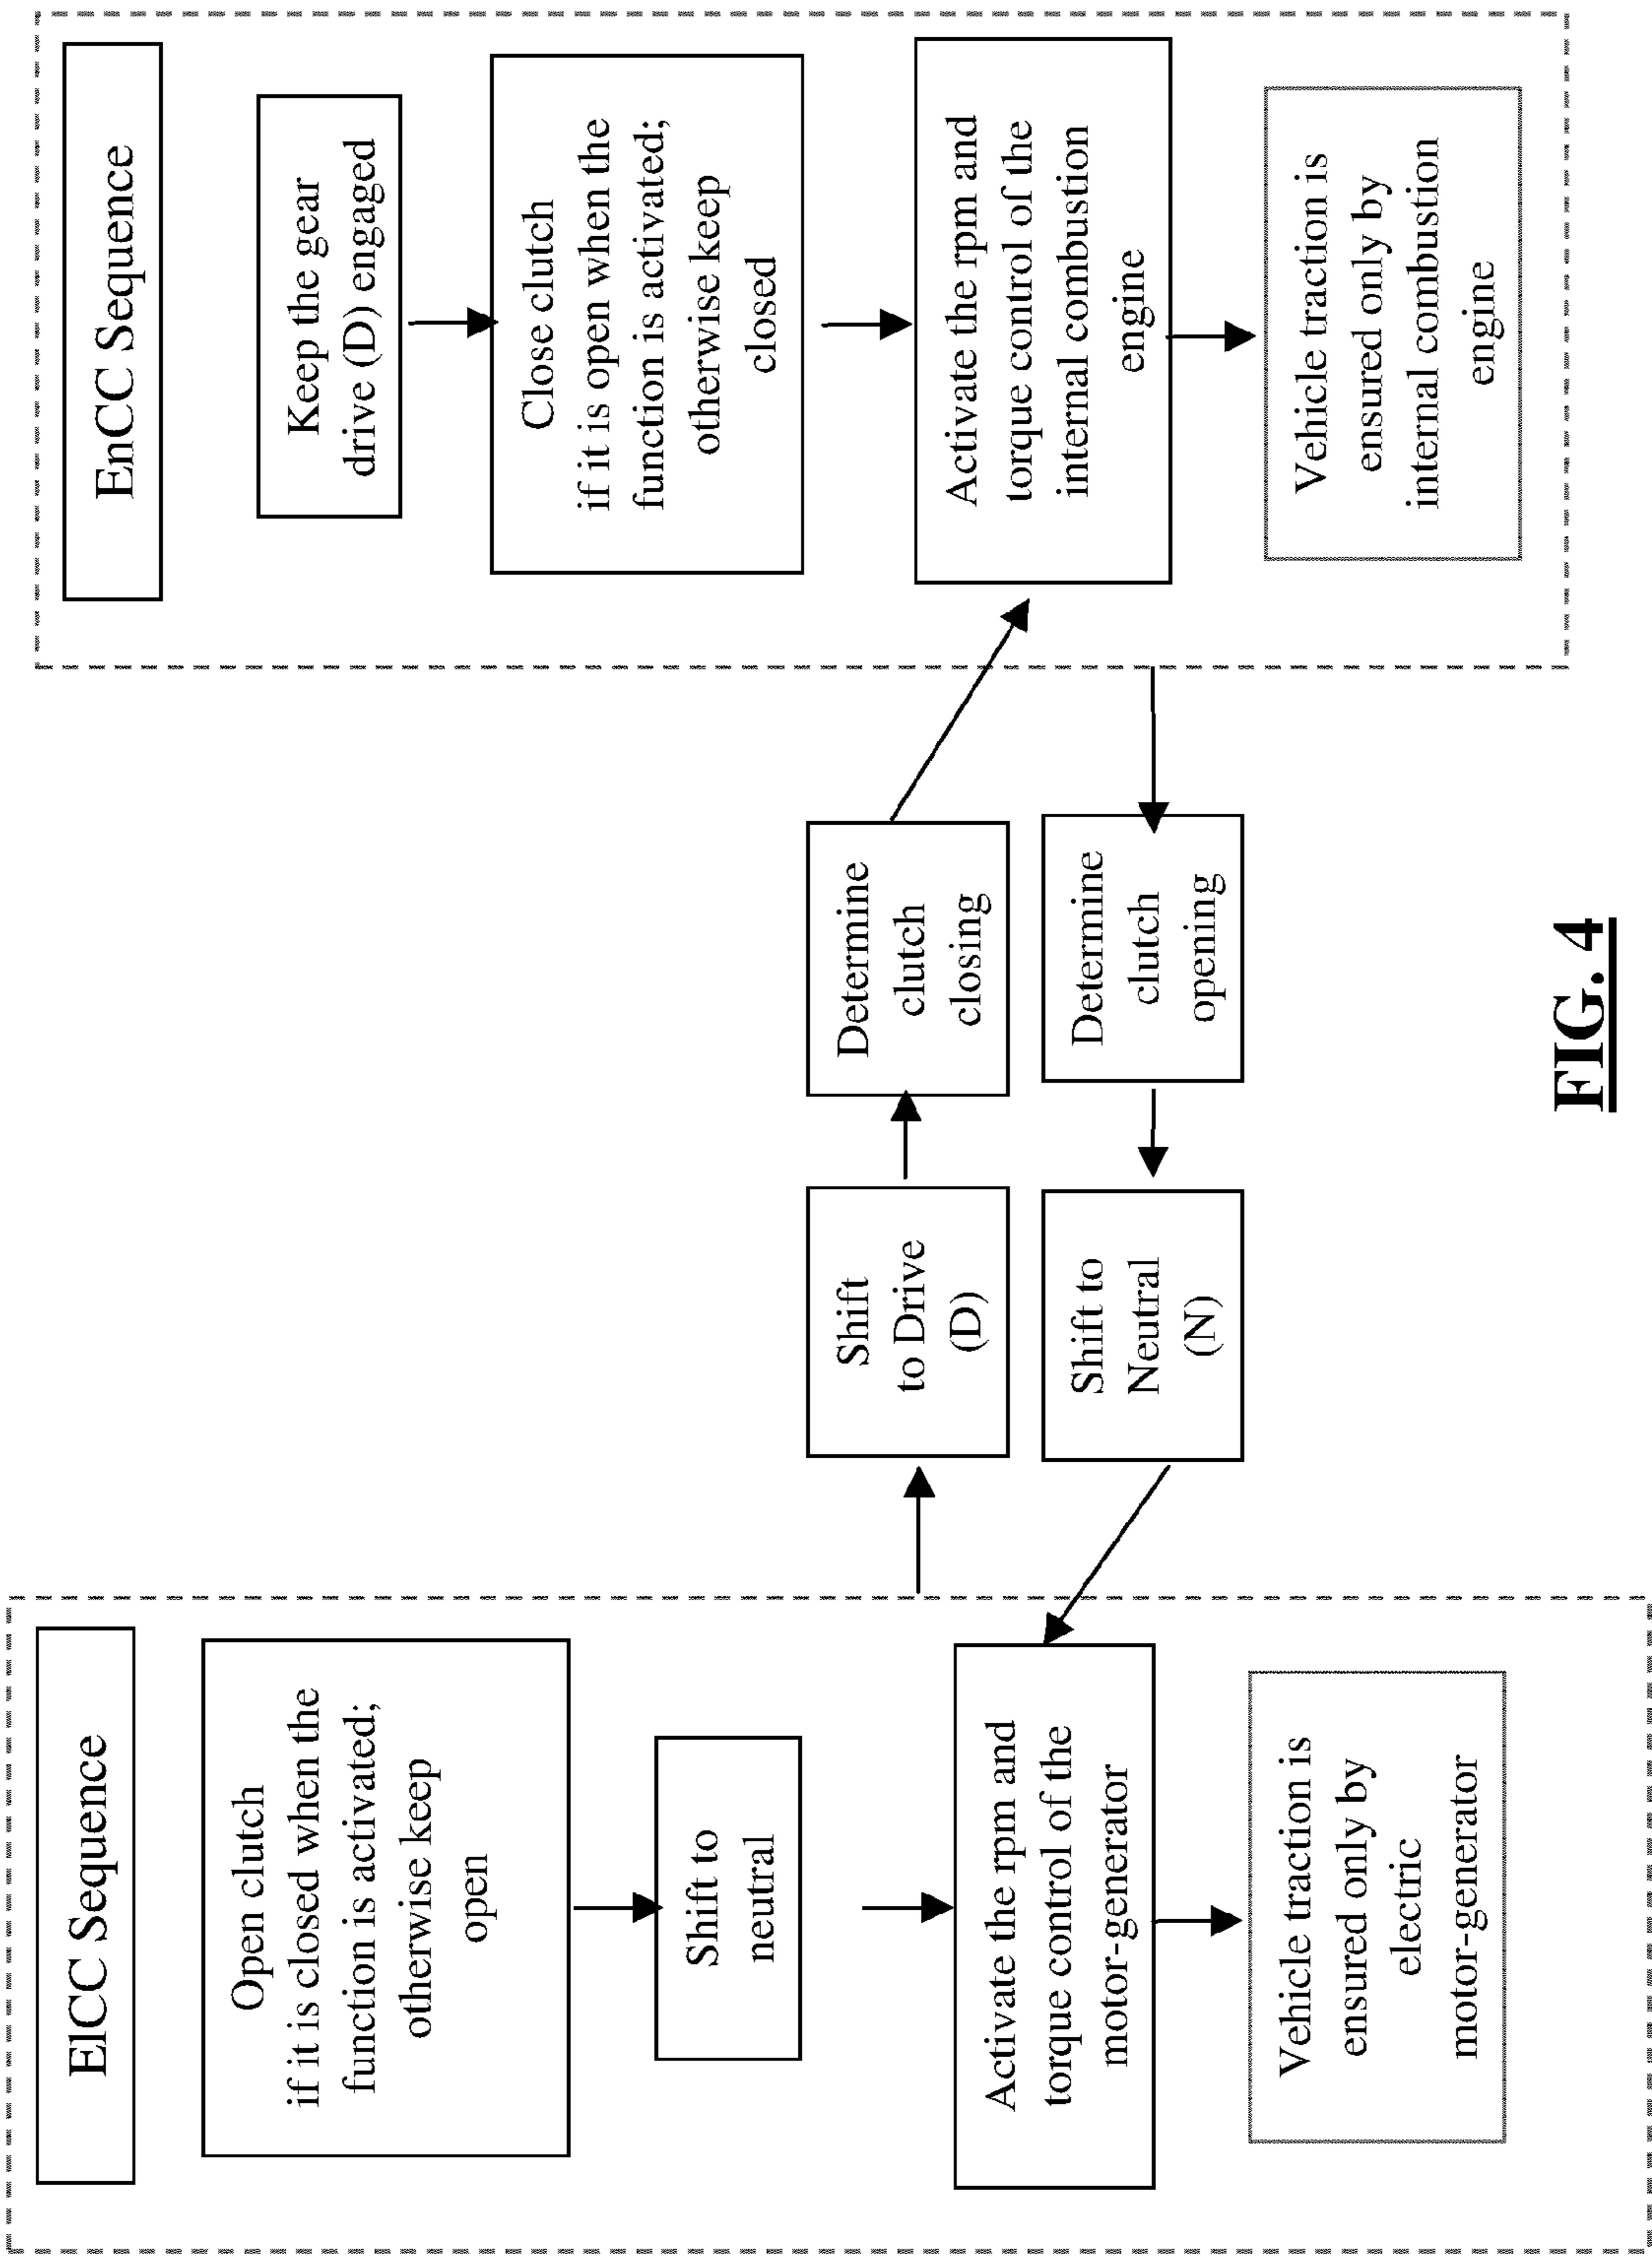 ElCC Sequence
Open clutch
if it is closed when the
function is activated;
otherwise keep
open
Shift to
neutral
Activate the rpm and
torque control of the
motor-generator
Vehicle traction is
ensured only by
electric
motor-generator
Shift
to Drive
(D)
Determine
clutch
closing
Shift to
Neutral
(N)
Determine
clutch
opening
EnCC Sequence
Keep the gear
drive (D) engaged
Close clutch
if it is open when the
function is activated;
otherwise keep
closed
Activate the rpm and
torque control of the
internal combustion
engine
Vehicle traction is
ensured only by
internal combustion
engine
FIG. 4